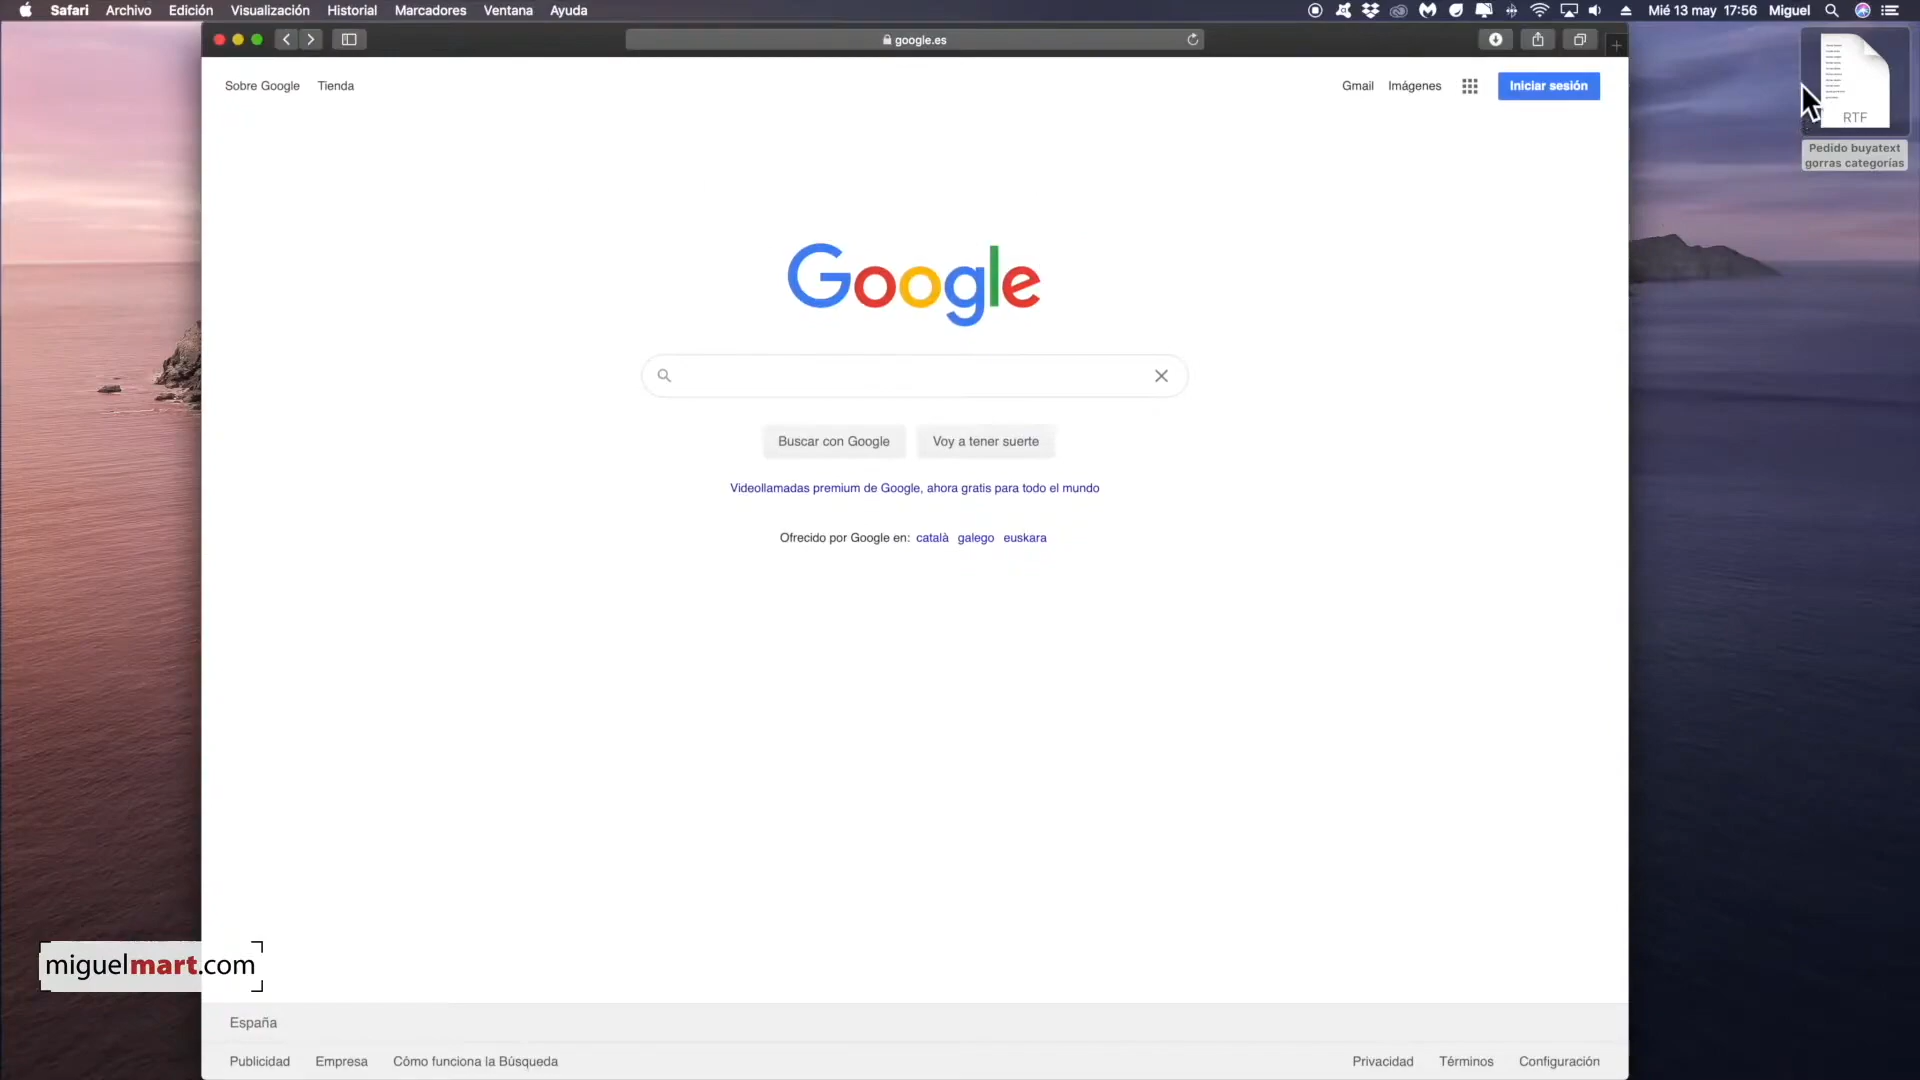 Safari Archivo Edición Visualización Historial Marcadores Ventana Ayuda
Mié 13 may 17:56 Miguel
google.es
Sobre Google Tienda
Gmail Imágenes Iniciar sesión
RTF
Pedido buyatext
gorras categorías
Google
Buscar con Google Voy a tener suerte
Videollamadas premium de Google, ahora gratis para todo el mundo
Ofrecido por Google en: català galego euskara
miguelmart.com
España
Publicidad Empresa Cómo funciona la Búsqueda
Privacidad Términos Configuración